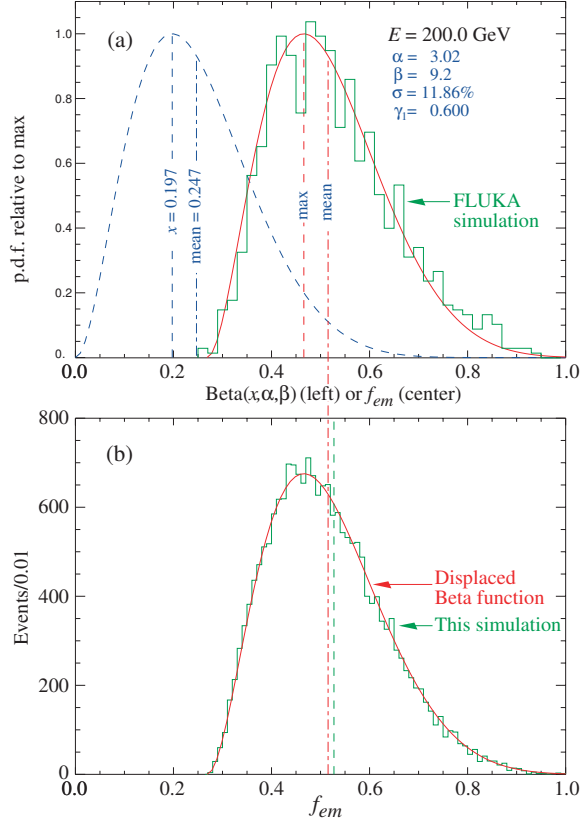 (a)
E = 200.0 GeV
α = 3.02
β = 9.2
σ = 11.86%
γ₁ = 0.600
p.d.f. relative to max
1.0
0.8
0.6
0.4
0.2
0.
x = 0.197
mean = 0.247
max
mean
FLUKA
simulation
0.0 0.2 0.4 0.6 0.8 1.0
Beta(x,α,β) (left) or fem (center)
(b)
Events/0.01
800
600
400
200
0
Displaced
Beta function
This simulation
0.0 0.2 0.4 0.6 0.8 1.0
fem